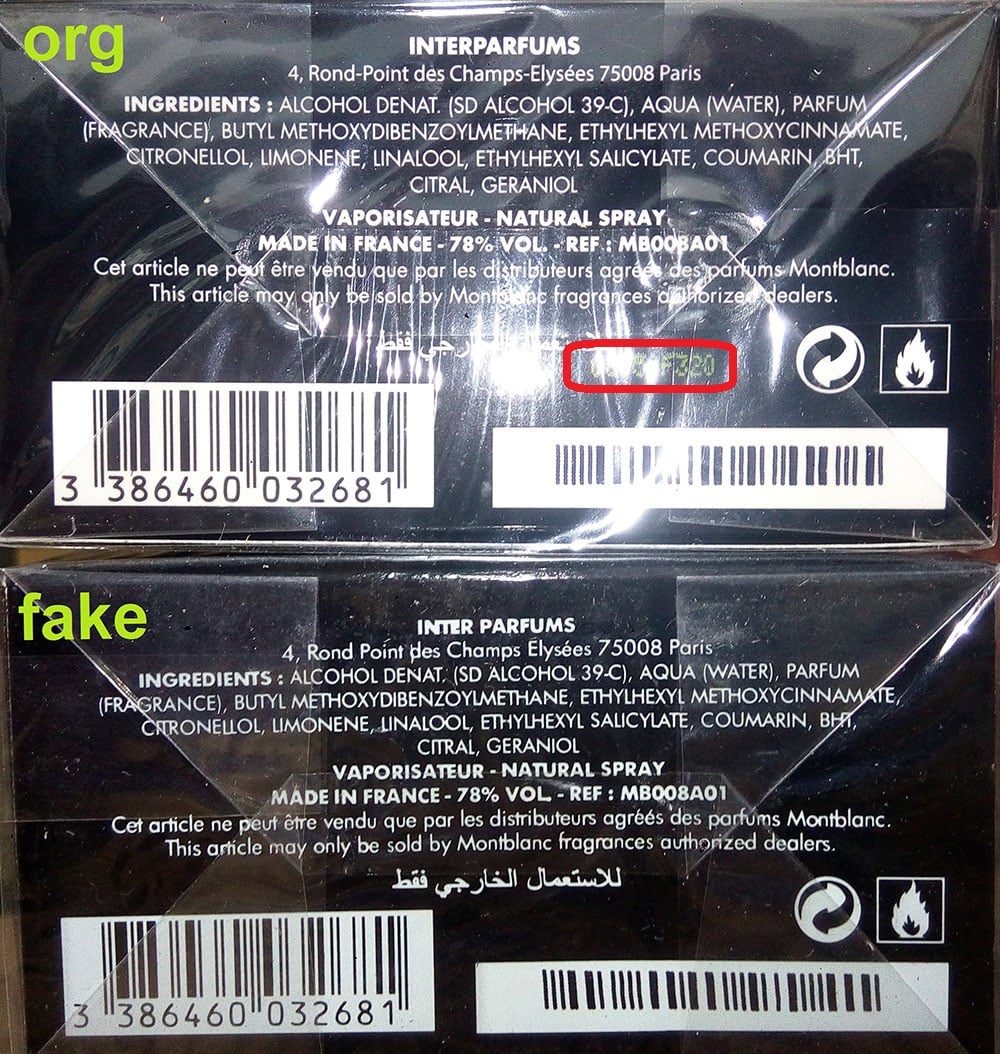 org
INTERPARFUMS
4, Rond-Point des Champs-Elysées 75008 Paris
INGREDIENTS : ALCOHOL DENAT. (SD ALCOHOL 39-C), AQUA (WATER), PARFUM
(FRAGRANCE), BUTYL METHOXYDIBENZOYLMETHANE, ETHYLHEXYL METHOXYCINNAMATE,
CITRONELLOL, LIMONENE, LINALOOL, ETHYLHEXYL SALICYLATE, COUMARIN, BHT,
CITRAL, GERANIOL
VAPORISATEUR - NATURAL SPRAY
MADE IN FRANCE - 78% VOL. - REF : MB008A01
Cet article ne peut être vendu que par les distributeurs agréés des parfums Montblanc.
This article may only be sold by Montblanc fragrances authorized dealers.
فقط
3 386460 032681
fake
INTER PARFUMS
4, Rond Point des Champs Élysées 75008 Paris
INGREDIENTS : ALCOHOL DENAT. (SD ALCOHOL 39-C), AQUA (WATER), PARFUM
(FRAGRANCE), BUTYL METHOXYDIBENZOYLMETHANE, ETHYLHEXYL METHOXYCINNAMATE,
CITRONELLOL, LIMONENE, LINALOOL, ETHYLHEXYL SALICYLATE, COUMARIN, BHT,
CITRAL, GERANIOL
VAPORISATEUR - NATURAL SPRAY
MADE IN FRANCE - 78% VOL. - REF : MB008A01
Cet article ne peut être vendu que par les distributeurs agréés des parfums Montblanc.
This article may only be sold by Montblanc fragrances authorized dealers.
للاستعمال الخارجي فقط
3 386460 032681